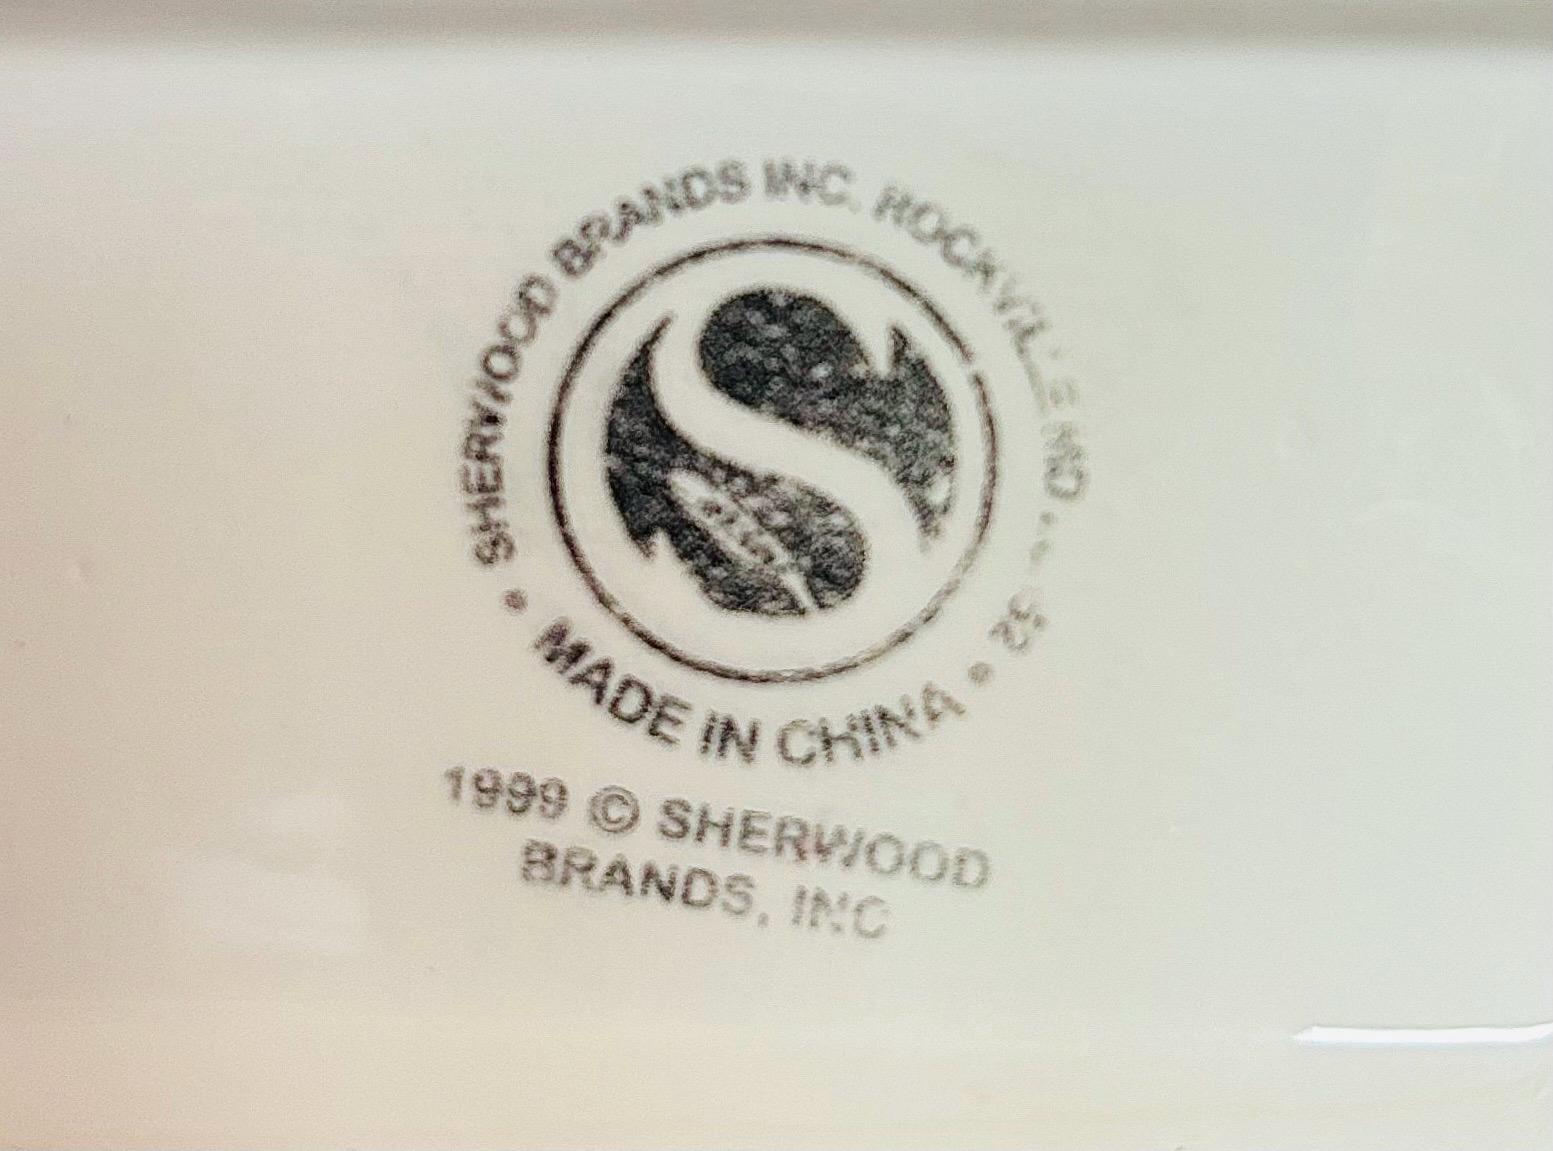 • SHERWOOD BRANDS INC. ROCKVILLE MD
• MADE IN CHINA •
1999 © SHERWOOD
BRANDS, INC